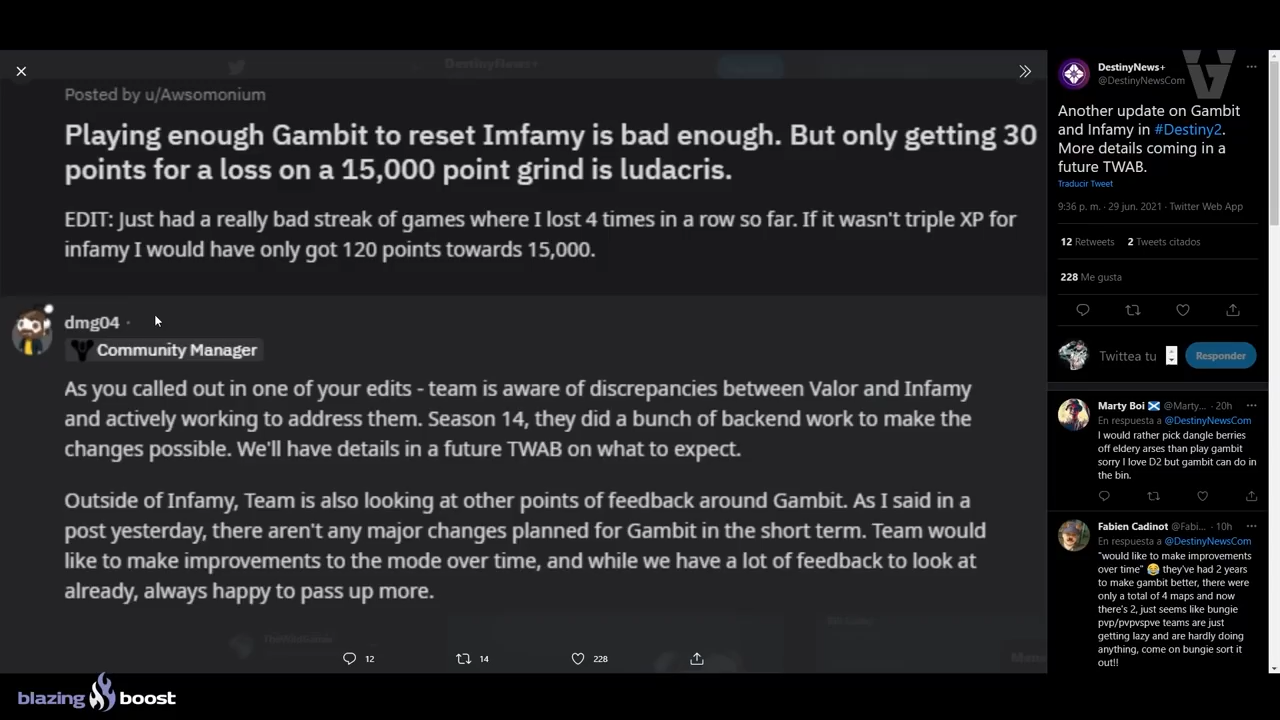 Posted by u/Awsomonium
Playing enough Gambit to reset Imfamy is bad enough. But only getting 30
points for a loss on a 15,000 point grind is ludacris.
EDIT: Just had a really bad streak of games where I lost 4 times in a row so far. If it wasn't triple XP for
infamy I would have only got 120 points towards 15,000.
dmg04 ·
Community Manager
As you called out in one of your edits - team is aware of discrepancies between Valor and Infamy
and actively working to address them. Season 14, they did a bunch of backend work to make the
changes possible. We'll have details in a future TWAB on what to expect.
Outside of Infamy, Team is also looking at other points of feedback around Gambit. As I said in a
post yesterday, there aren't any major changes planned for Gambit in the short term. Team would
like to make improvements to the mode over time, and while we have a lot of feedback to look at
already, always happy to pass up more.
12
14
228
DestinyNews+
DestinyNews+
@DestinyNewsCom
Another update on Gambit
and Infamy in #Destiny2.
More details coming in a
future TWAB.
Traducir Tweet
9:36 p. m. · 29 jun. 2021 · Twitter Web App
12 Retweets 2 Tweets citados
228 Me gusta
Twittea tu
Responder
Marty Boi @Marty... · 20h
En respuesta a @DestinyNewsCom
I would rather pick dangle berries
off eldery arses than play gambit
sorry I love D2 but gambit can do in
the bin.
Fabien Cadinot @Fabi... · 10h
En respuesta a @DestinyNewsCom
"would like to make improvements
over time" 😂 they've had 2 years
to make gambit better, there were
only a total of 4 maps and now
there's 2, just seems like bungie
pvp/pvpvspve teams are just
getting lazy and are hardly doing
anything, come on bungie sort it
out!!
blazing boost